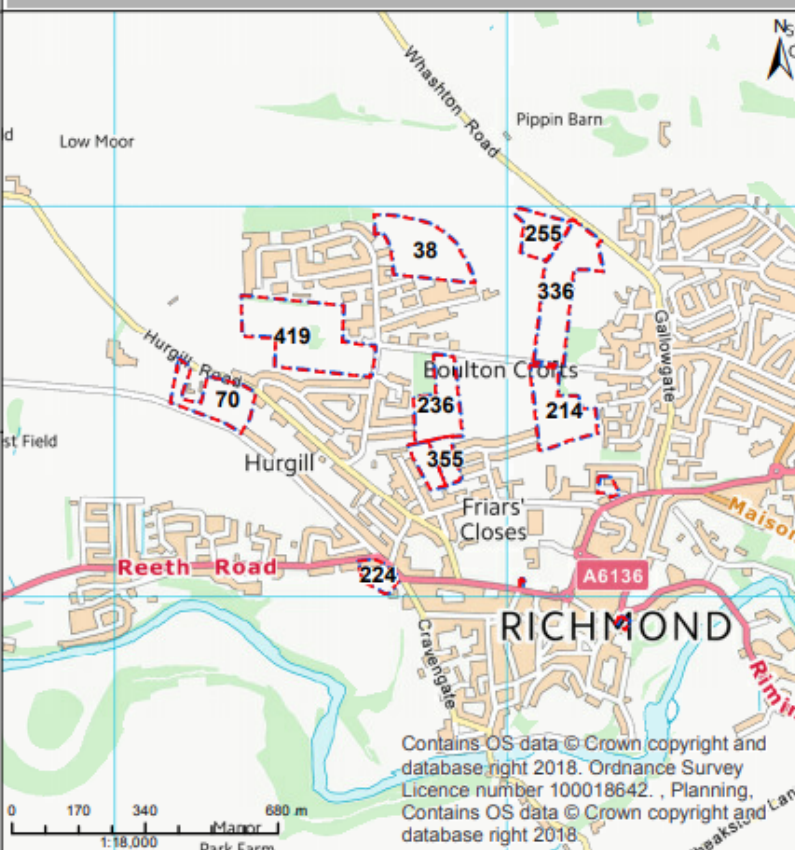 N
S
Whashton Road
Pippin Barn
d
Low Moor
255
38
336
419
Hurgill Road
Gallowgate
Boulton Crofts
70
236
214
st Field
355
Hurgill
Friars'
Closes
Maison
Reeth Road
224
A6136
RICHMOND
Cravengate
Contains OS data © Crown copyright and
database right 2018. Ordnance Survey
Licence number 100018642. , Planning,
Contains OS data © Crown copyright and
database right 2018
0 170 340 680 m
Manor
1:18,000
Park Farm